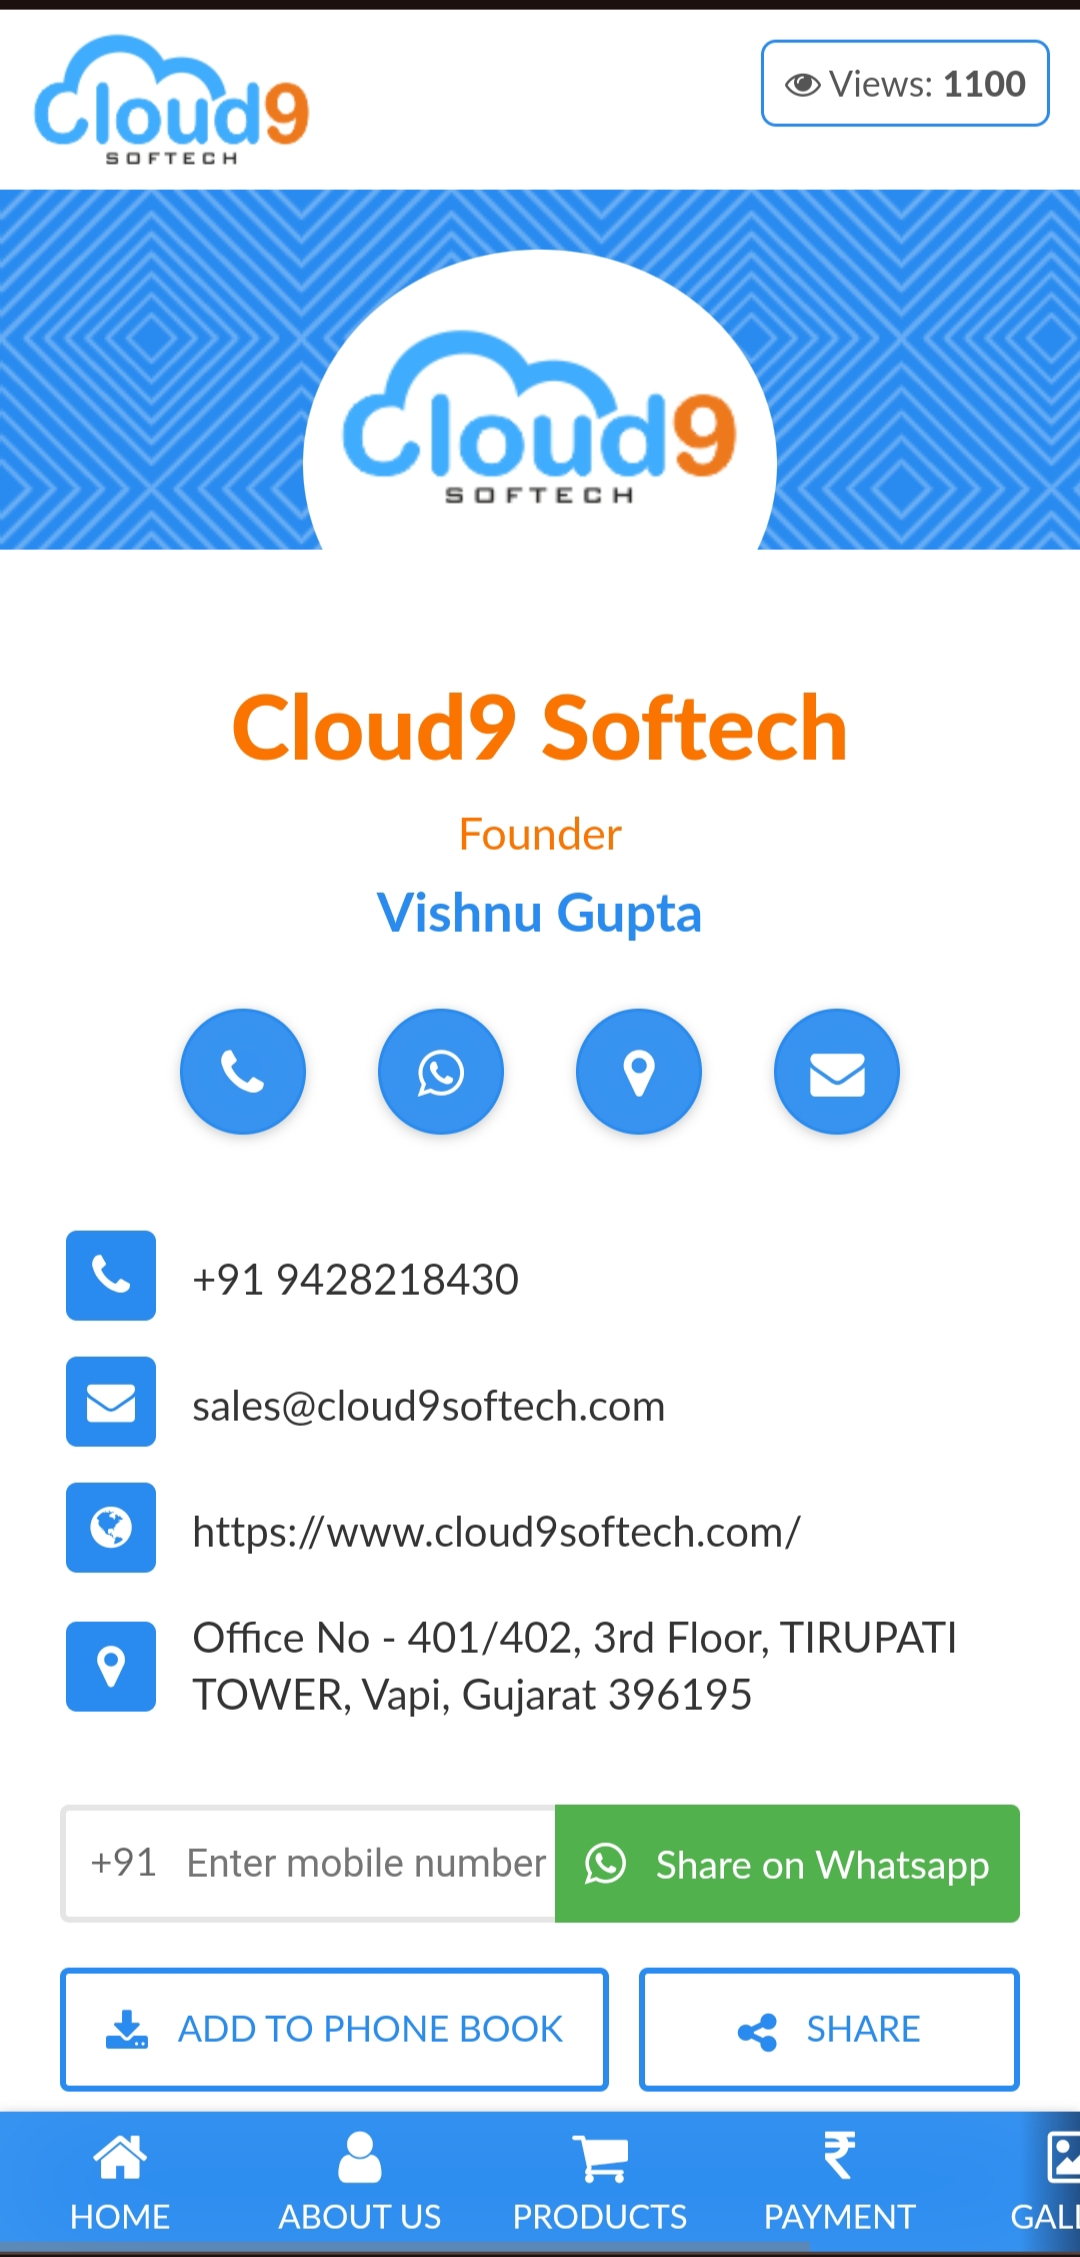 Cloud9
SOFTECH
Views: 1100
Cloud9
SOFTECH
Cloud9 Softech
Founder
Vishnu Gupta
+91 9428218430
sales@cloud9softech.com
https://www.cloud9softech.com/
Office No - 401/402, 3rd Floor, TIRUPATI
TOWER, Vapi, Gujarat 396195
+91 Enter mobile number Share on Whatsapp
ADD TO PHONE BOOK SHARE
HOME ABOUT US PRODUCTS PAYMENT